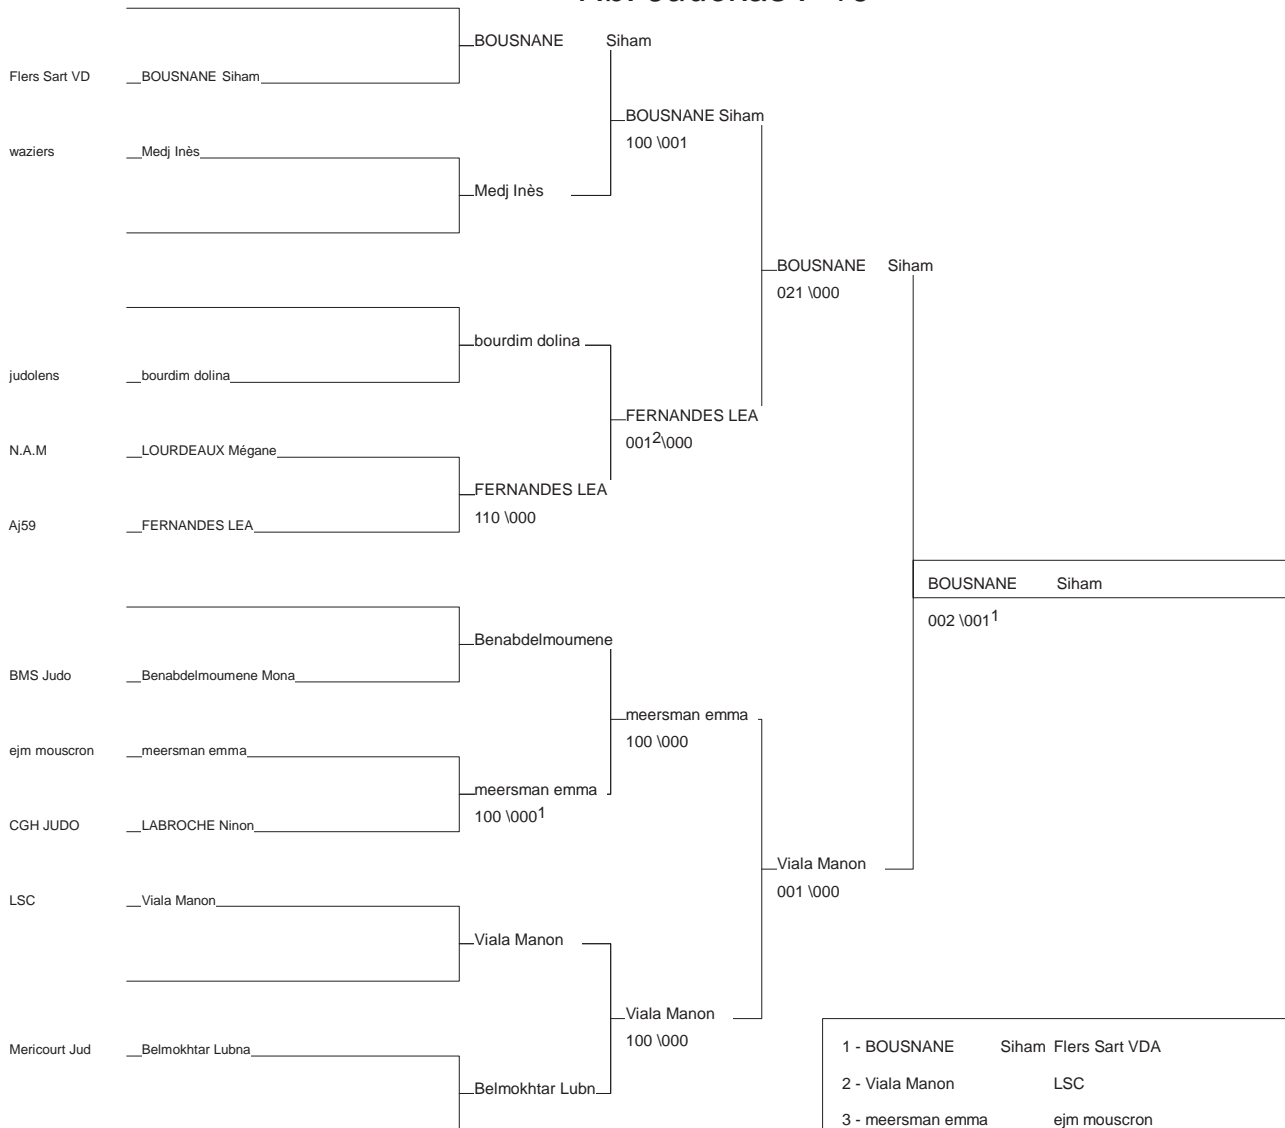 BOUSNANE Siham
Flers Sart VD BOUSNANE Siham
BOUSNANE Siham
100 \001
waziers Medj Inès
Medj Inès
BOUSNANE Siham
021 \000
bourdim dolina
judolens bourdim dolina
FERNANDES LEA
001² \000
N.A.M LOURDEAUX Mégane
FERNANDES LEA
110 \000
Aj59 FERNANDES LEA
BOUSNANE Siham
002 \001¹
Benabdelmoumene
BMS Judo Benabdelmoumene Mona
meersman emma
100 \000
ejm mouscron meersman emma
meersman emma
100 \000¹
CGH JUDO LABROCHE Ninon
Viala Manon
001 \000
LSC Viala Manon
Viala Manon
Viala Manon
100 \000
Mericourt Jud Belmokhtar Lubna
Belmokhtar Lubn
1 - BOUSNANE Siham Flers Sart VDA
2 - Viala Manon LSC
3 - meersman emma ejm mouscron